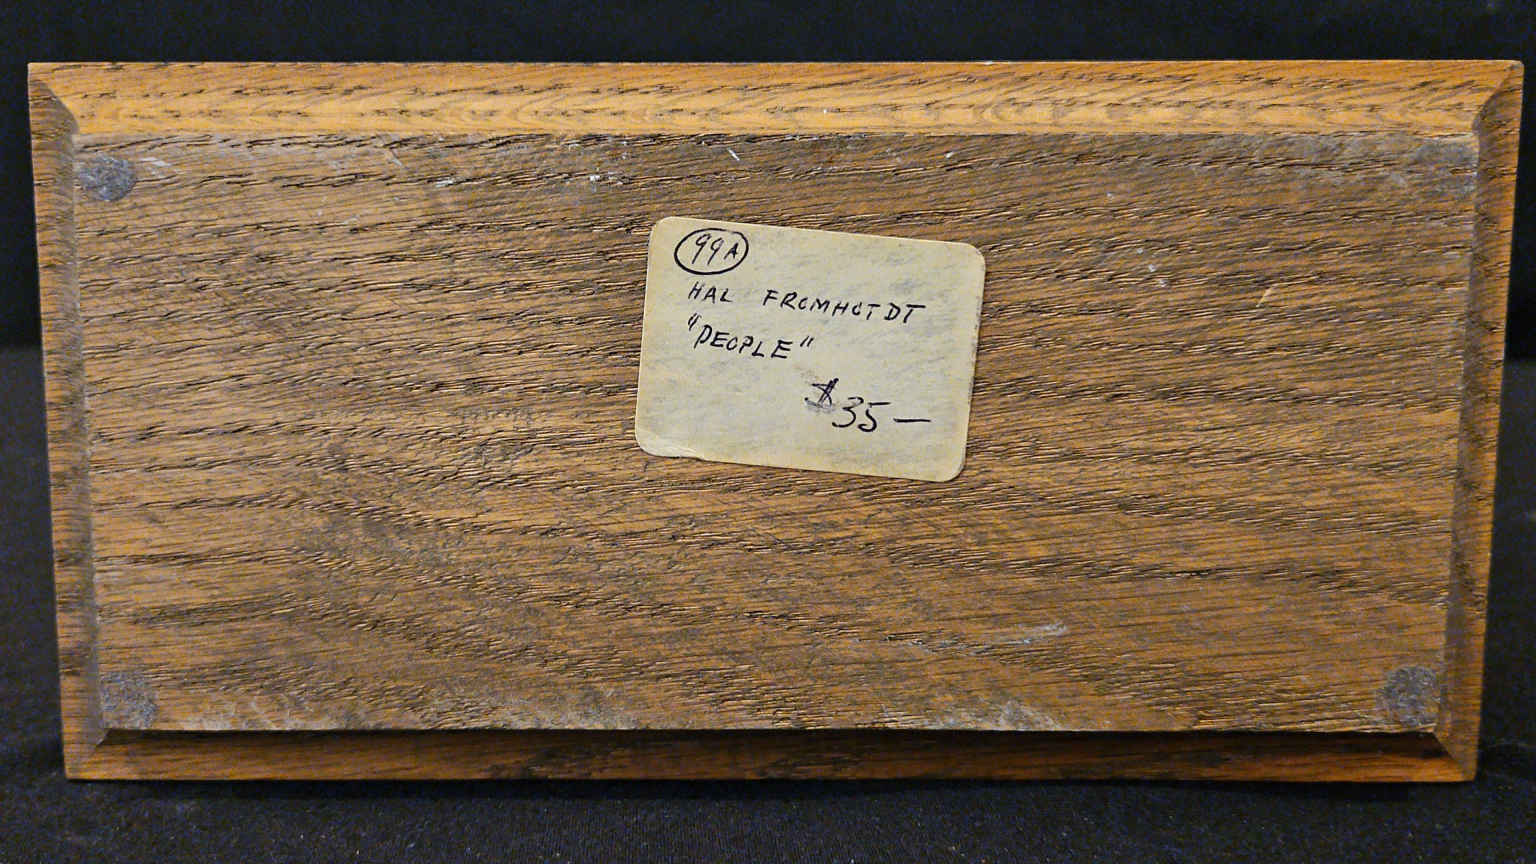 99A
HAL FROMHOTDT
"PEOPLE"
$35—